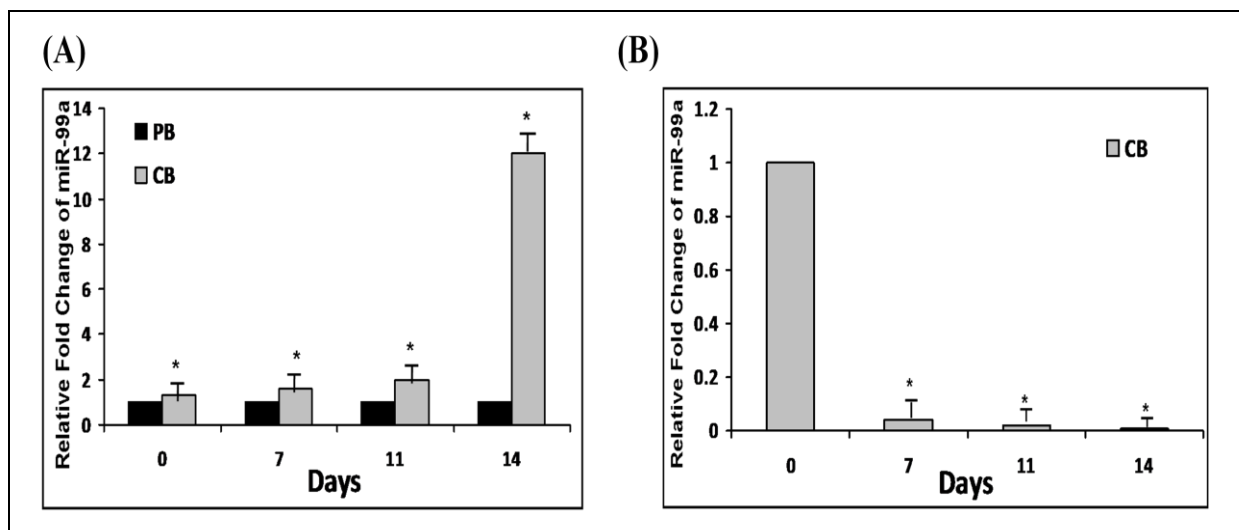 (A)
Relative Fold Change of miR-99a
14
12
10
8
6
4
2
0
PB
CB
*
*
*
*
0 7 11 14
Days
(B)
Relative Fold Change of miR-99a
1.2
1
0.8
0.6
0.4
0.2
0
CB
*
*
*
0 7 11 14
Days